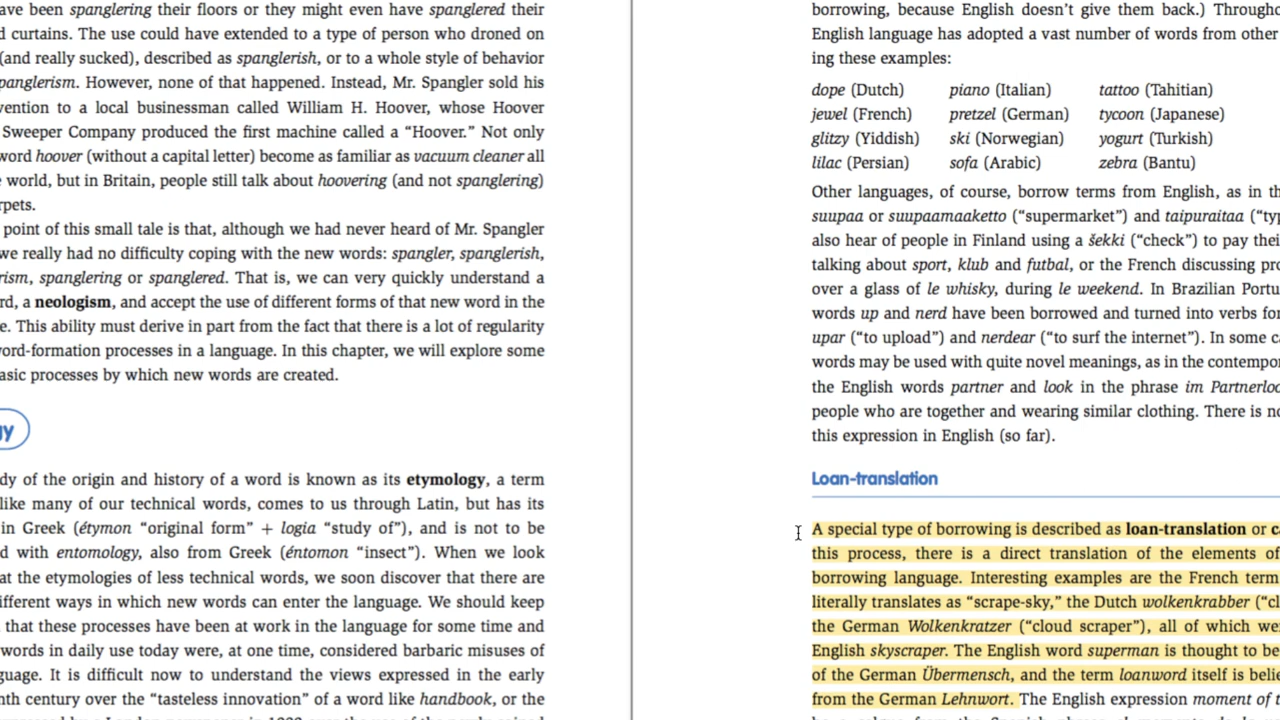 ave been spanglering their floors or they might even have spanglered their
d curtains. The use could have extended to a type of person who droned on
(and really sucked), described as spanglerish, or to a whole style of behavior
panglerism. However, none of that happened. Instead, Mr. Spangler sold his
vention to a local businessman called William H. Hoover, whose Hoover
Sweeper Company produced the first machine called a “Hoover.” Not only
word hoover (without a capital letter) become as familiar as vacuum cleaner all
e world, but in Britain, people still talk about hoovering (and not spanglering)
rpets.
point of this small tale is that, although we had never heard of Mr. Spangler
we really had no difficulty coping with the new words: spangler, spanglerish,
rism, spanglering or spanglered. That is, we can very quickly understand a
rd, a neologism, and accept the use of different forms of that new word in the
e. This ability must derive in part from the fact that there is a lot of regularity
word-formation processes in a language. In this chapter, we will explore some
asic processes by which new words are created.
gy
dy of the origin and history of a word is known as its etymology, a term
like many of our technical words, comes to us through Latin, but has its
in Greek (étymon “original form” + logia “study of”), and is not to be
d with entomology, also from Greek (éntomon “insect”). When we look
at the etymologies of less technical words, we soon discover that there are
ifferent ways in which new words can enter the language. We should keep
that these processes have been at work in the language for some time and
words in daily use today were, at one time, considered barbaric misuses of
guage. It is difficult now to understand the views expressed in the early
nth century over the “tasteless innovation” of a word like handbook, or the
borrowing, because English doesn’t give them back.) Througho
English language has adopted a vast number of words from other
ing these examples:
dope (Dutch) piano (Italian) tattoo (Tahitian)
jewel (French) pretzel (German) tycoon (Japanese)
glitzy (Yiddish) ski (Norwegian) yogurt (Turkish)
lilac (Persian) sofa (Arabic) zebra (Bantu)
Other languages, of course, borrow terms from English, as in th
suupaa or suupaamaaketto (“supermarket”) and taipuraitaa (“typ
also hear of people in Finland using a šekki (“check”) to pay thei
talking about sport, klub and futbal, or the French discussing pro
over a glass of le whisky, during le weekend. In Brazilian Portu
words up and nerd have been borrowed and turned into verbs for
upar (“to upload”) and nerdear (“to surf the internet”). In some c
words may be used with quite novel meanings, as in the contempor
the English words partner and look in the phrase im Partnerloo
people who are together and wearing similar clothing. There is no
this expression in English (so far).
Loan-translation
A special type of borrowing is described as loan-translation or ca
this process, there is a direct translation of the elements of
borrowing language. Interesting examples are the French term
literally translates as “scrape-sky,” the Dutch wolkenkrabber (“cl
the German Wolkenkratzer (“cloud scraper”), all of which we
English skyscraper. The English word superman is thought to be
of the German Übermensch, and the term loanword itself is belie
from the German Lehnwort. The English expression moment of t